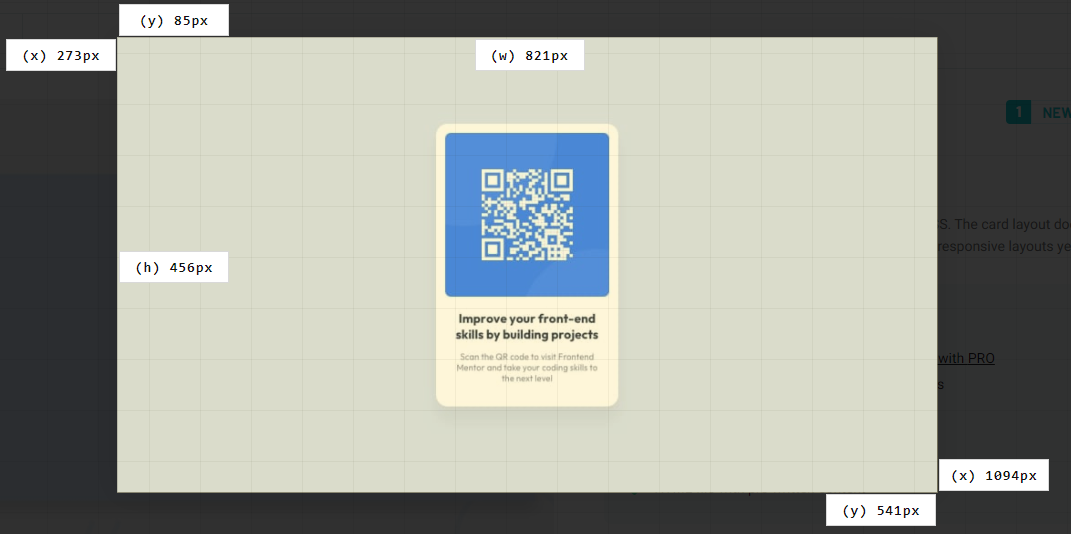 (y) 85px
(x) 273px
(w) 821px
1 NEW
S. The card layout do
responsive layouts ye
(h) 456px
Improve your front-end
skills by building projects
Scan the QR code to visit Frontend
Mentor and take your coding skills to
the next level
with PRO
s
(x) 1094px
(y) 541px